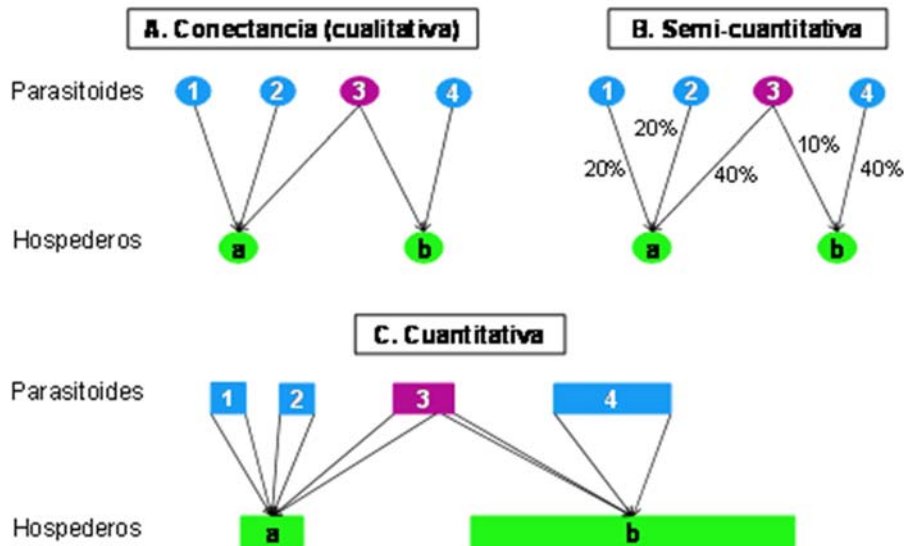 A. Conectancia (cualitativa)
B. Semi-cuantitativa
Parasitoides
1 2 3 4
1 2 3 4
20%
20%
40%
10%
40%
Hospederos
a b
a b
C. Cuantitativa
Parasitoides
1 2 3 4
Hospederos
a b